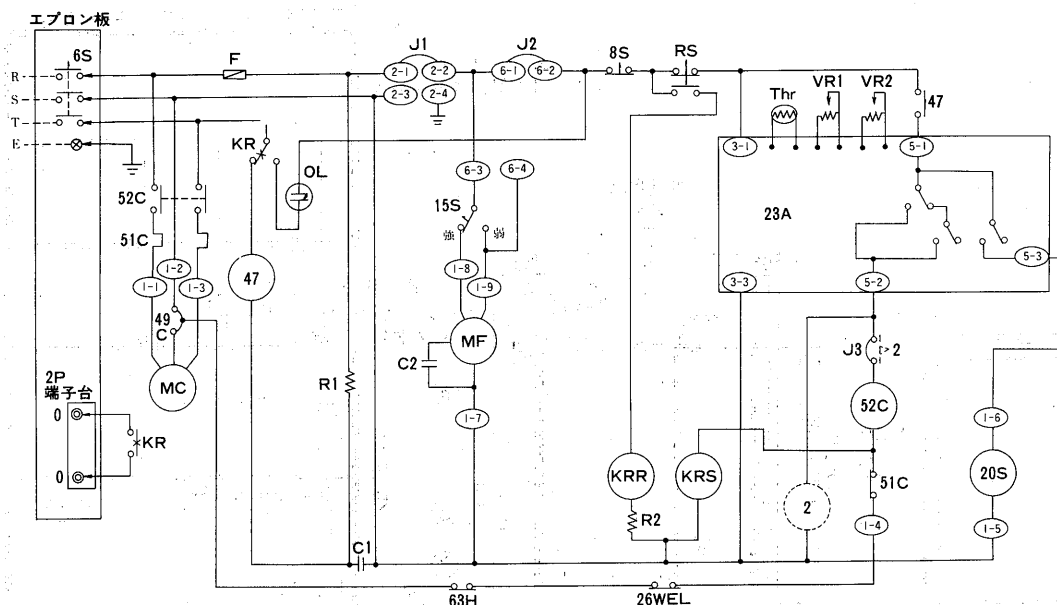 エプロン板
6S
R
S
T
E
F
J1
2-1
2-2
2-3
2-4
J2
6-1
6-2
8S
RS
Thr
VR1
VR2
47
3-1
5-1
KR
OL
52C
51C
6-3
6-4
15S
強
弱
23A
5-3
1-1
1-2
1-3
47
1-8
1-9
3-3
5-2
49
C
MC
MF
C2
R1
J3
2
52C
2P
端子台
O
KR
O
1-7
1-6
KRR
KRS
51C
20S
R2
2
1-4
1-5
C1
63H
26WEL